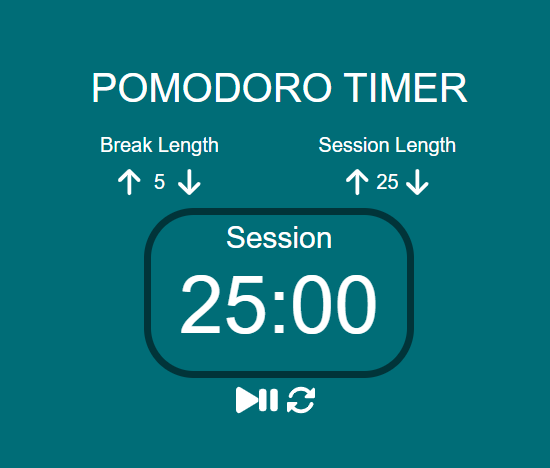 POMODORO TIMER
Break Length
5
Session Length
25
Session
25:00